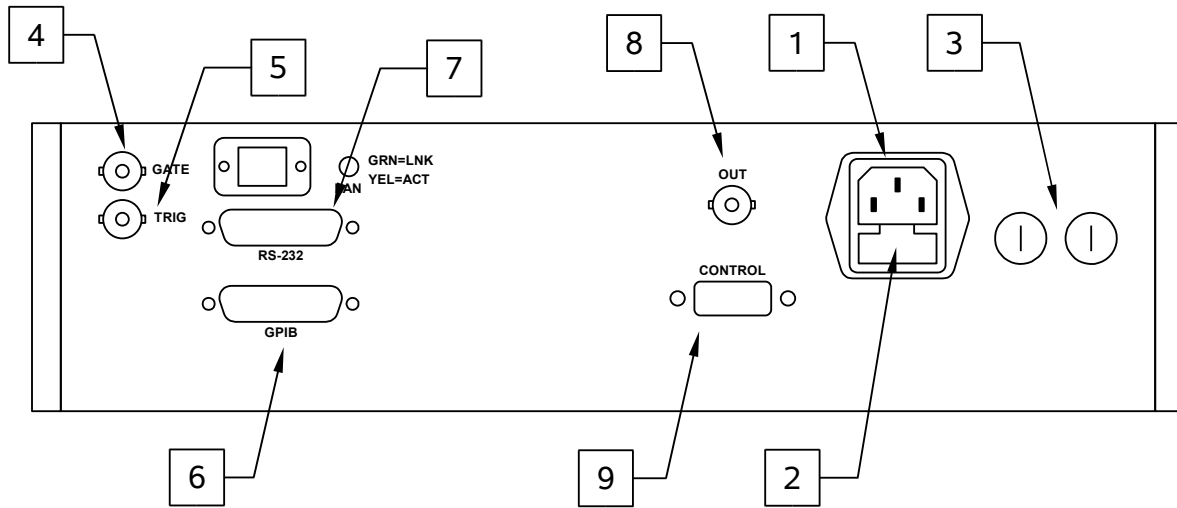 4
5
7
8
1
3
GATE
GRN=LNK
YEL=ACT
OUT
TRIG
RS-232
CONTROL
GPIB
6
9
2